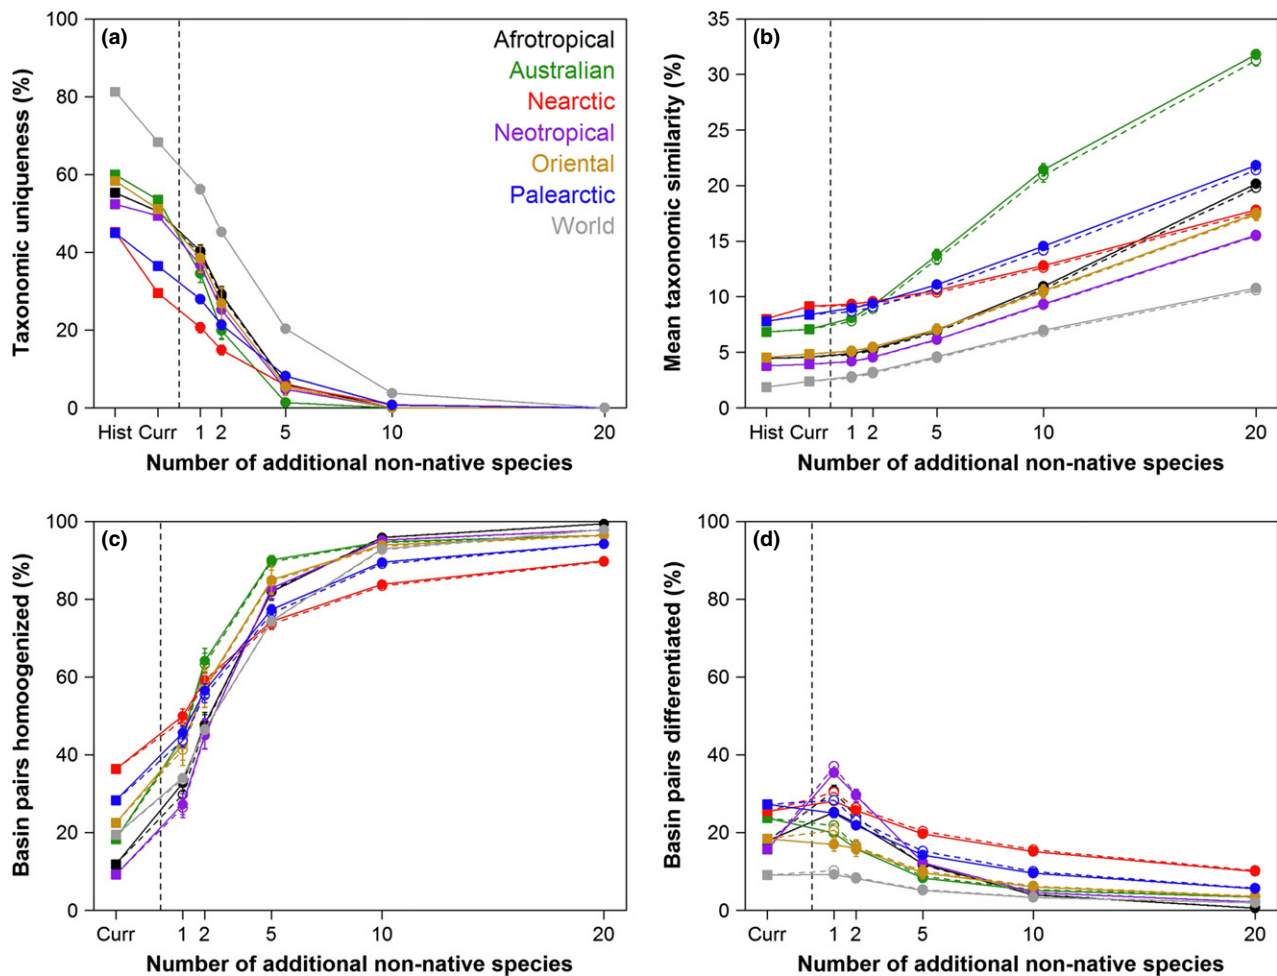 (a)
Taxonomic uniqueness (%)
100
80
60
40
20
0
Afrotropical
Australian
Nearctic
Neotropical
Oriental
Palearctic
World
Hist Curr 1 2 5 10 20
Number of additional non-native species
(b)
Mean taxonomic similarity (%)
35
30
25
20
15
10
5
0
Hist Curr 1 2 5 10 20
Number of additional non-native species
(c)
Basin pairs homoogenized (%)
100
80
60
40
20
0
Curr 1 2 5 10 20
Number of additional non-native species
(d)
Basin pairs differentiated (%)
100
80
60
40
20
0
Curr 1 2 5 10 20
Number of additional non-native species